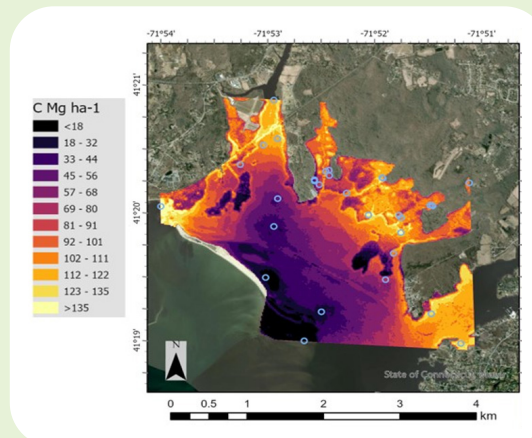 -71°54
-71°53
-71°52
-71°51
41°21
41°20
41°19
C Mg ha-1
<18
18 - 32
33 - 44
45 - 56
57 - 68
69 - 80
81 - 91
92 - 101
102 - 111
112 - 122
123 - 135
>135
N
State of Connecticut, Maxar
0
0.5
1
2
3
4
km